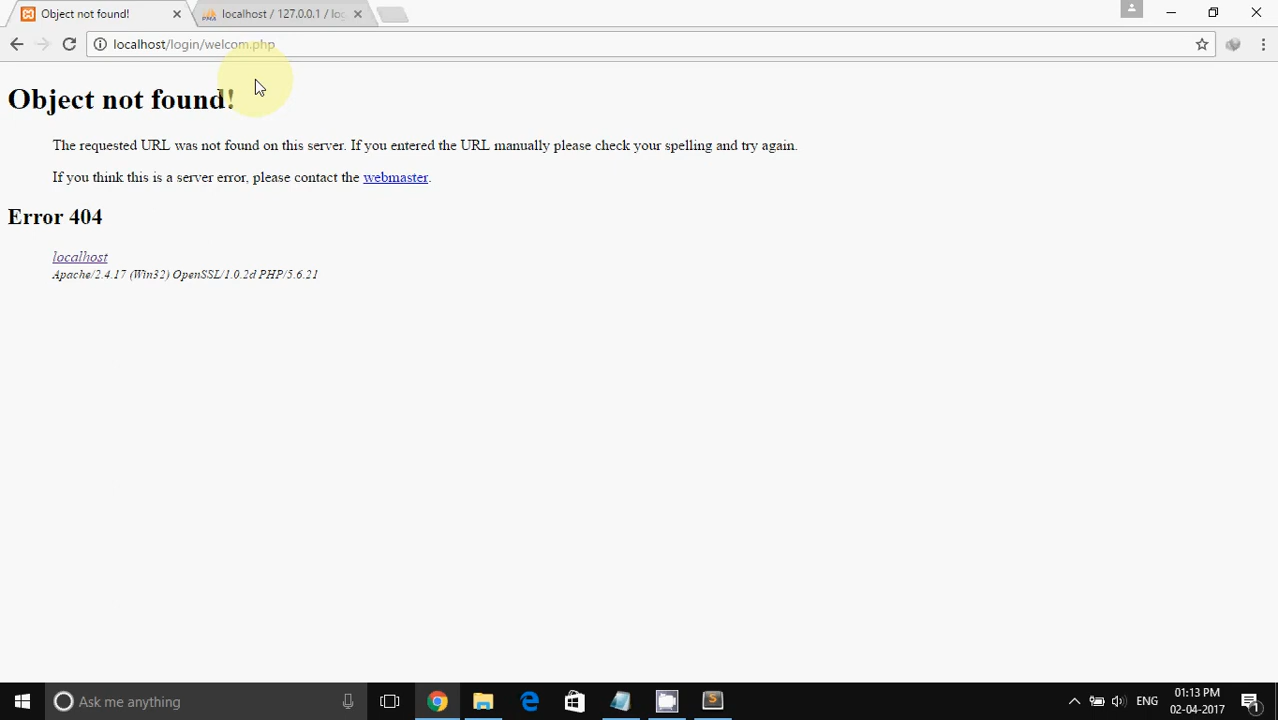 Object not found!
localhost / 127.0.0.1 / log
localhost/login/welcom.php
Object not found!
The requested URL was not found on this server. If you entered the URL manually please check your spelling and try again.
If you think this is a server error, please contact the webmaster.
Error 404
localhost
Apache/2.4.17 (Win32) OpenSSL/1.0.2d PHP/5.6.21
Ask me anything
ENG
01:13 PM
02-04-2017
1